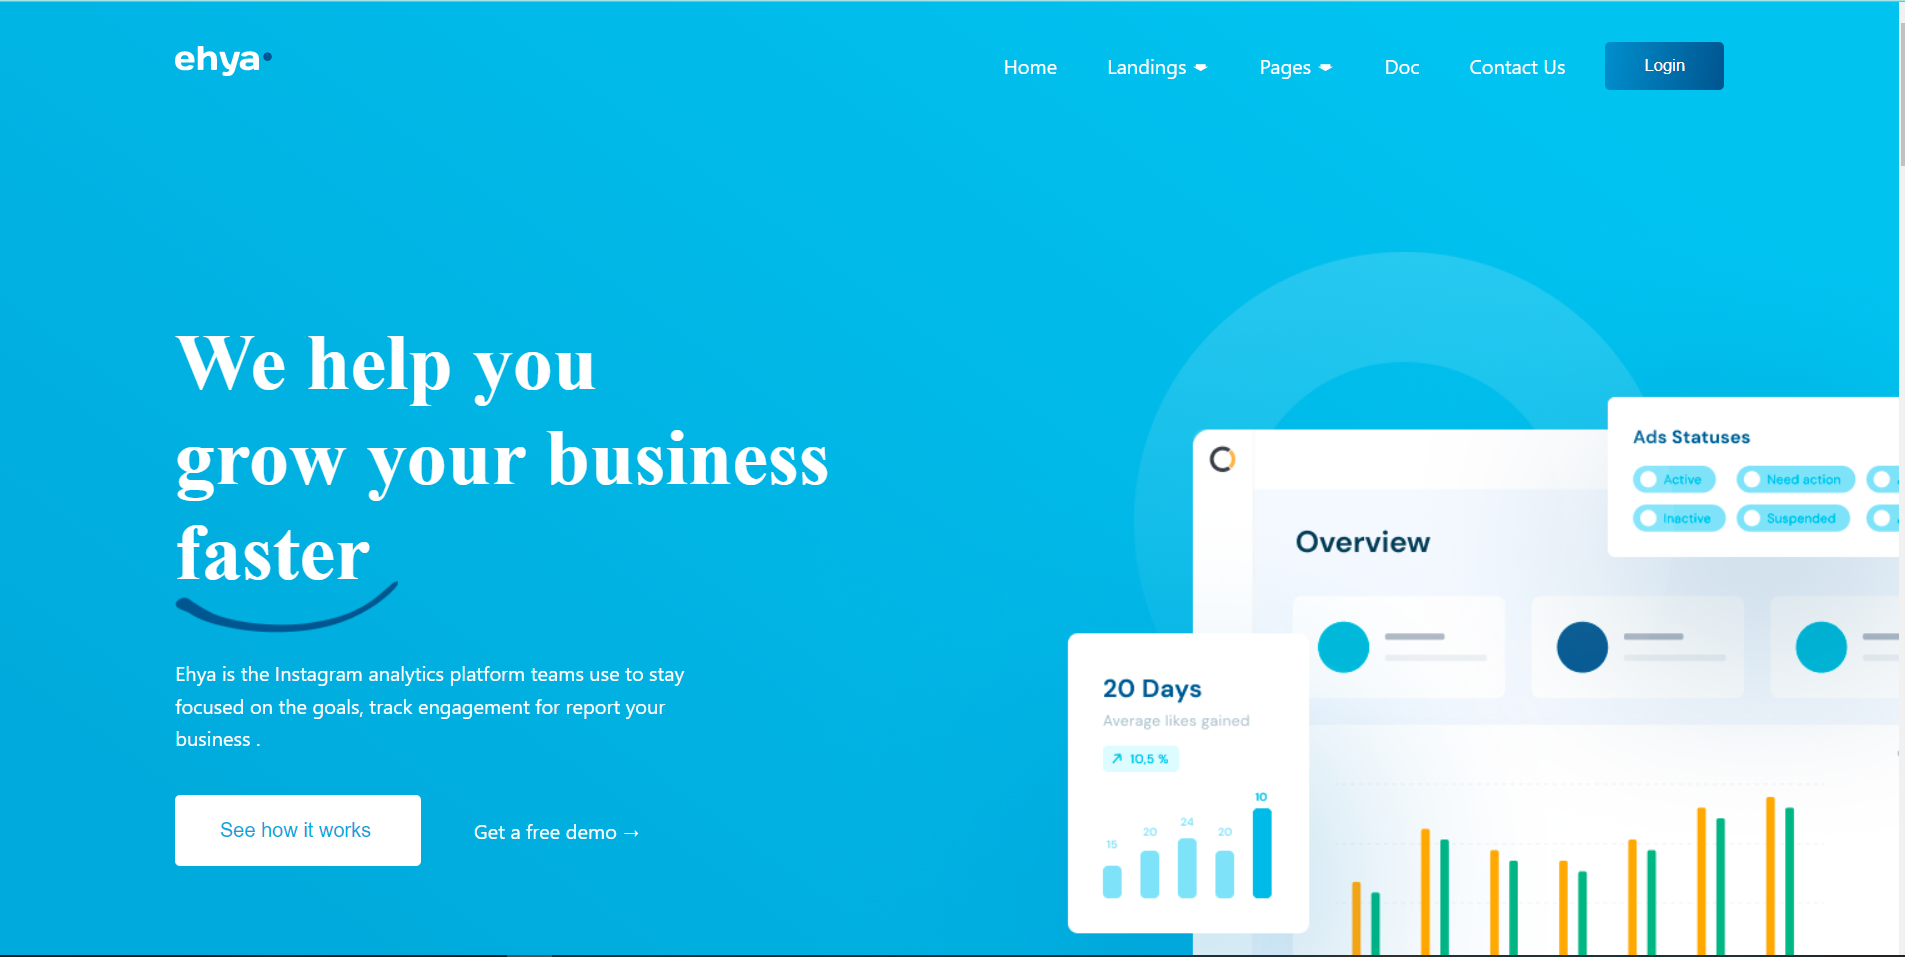 ehya
Home Landings Pages Doc Contact Us Login
We help you
grow your business
faster
Ehya is the Instagram analytics platform teams use to stay
focused on the goals, track engagement for report your
business .
See how it works
Get a free demo →
Ads Statuses
Active Need action
Inactive Suspended
Overview
20 Days
Average likes gained
↗ 10,5 %
15 20 24 20 10